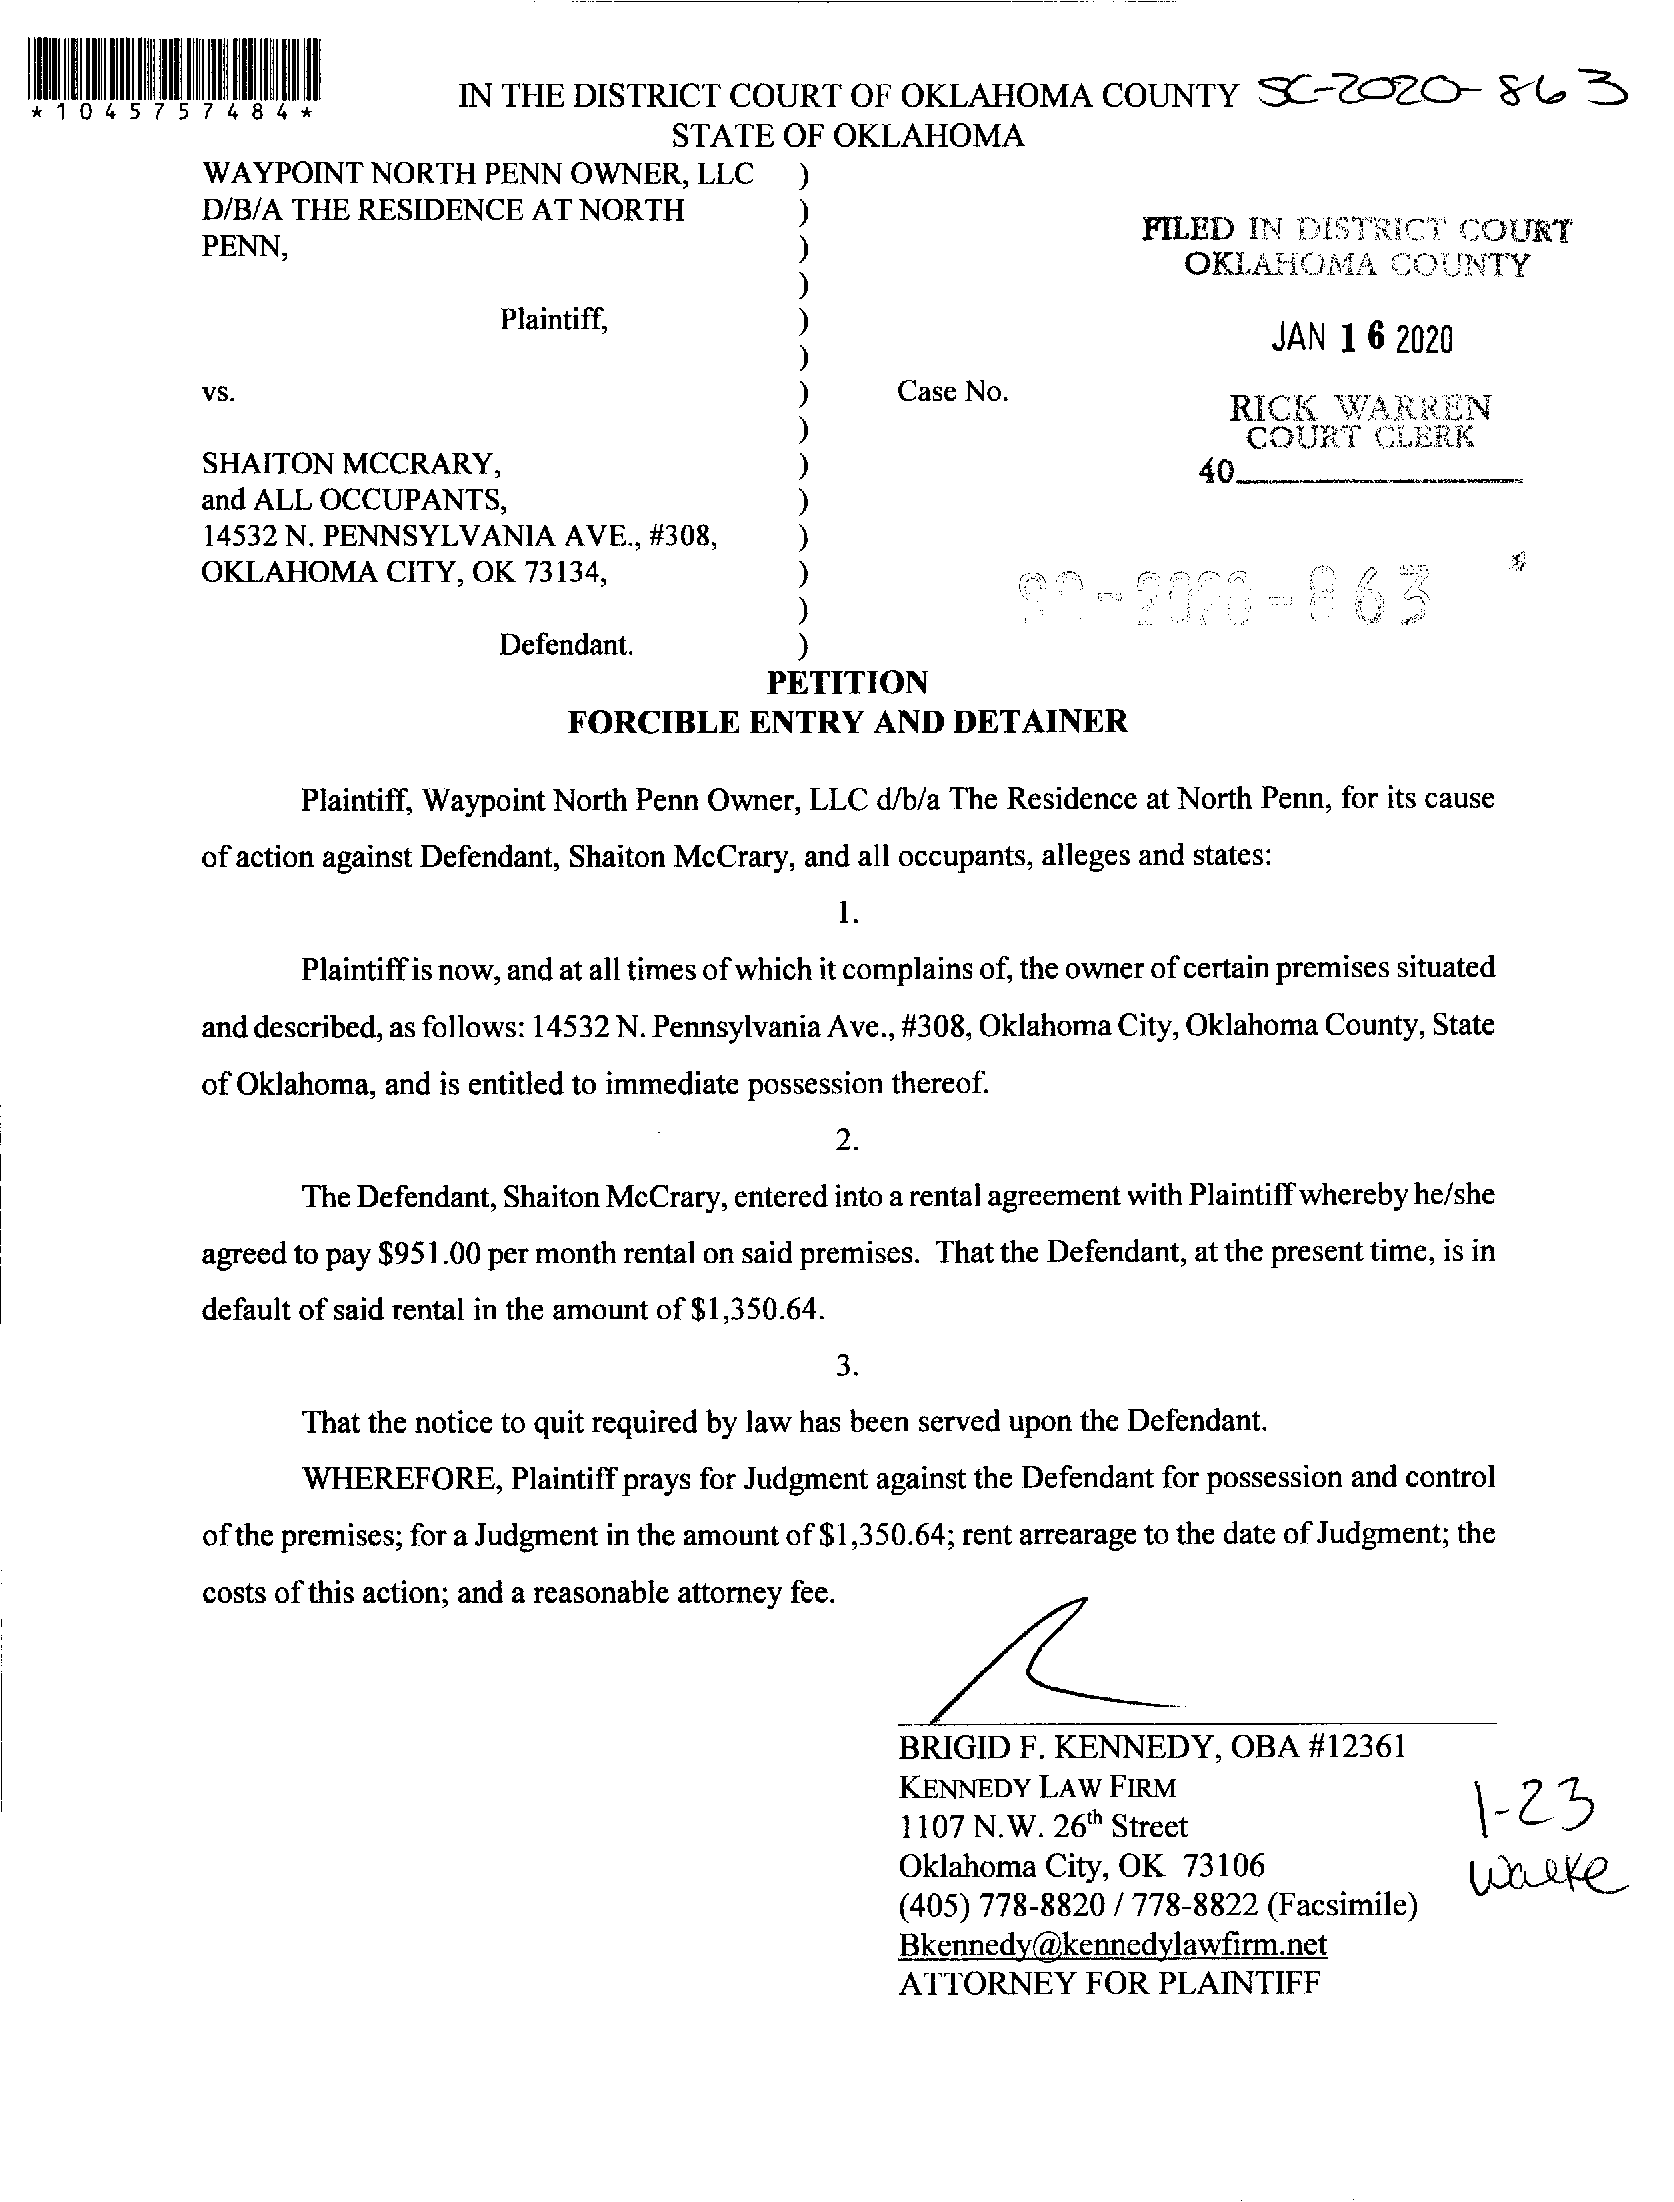 *1045757484*
IN THE DISTRICT COURT OF OKLAHOMA COUNTY SC-2020-863
STATE OF OKLAHOMA
WAYPOINT NORTH PENN OWNER, LLC )
D/B/A THE RESIDENCE AT NORTH )
PENN, )
)
Plaintiff, )
)
vs. ) Case No.
)
SHAITON MCCRARY, )
and ALL OCCUPANTS, )
14532 N. PENNSYLVANIA AVE., #308, )
OKLAHOMA CITY, OK 73134, )
)
Defendant. )
FILED IN DISTRICT COURT
OKLAHOMA COUNTY
JAN 16 2020
RICK WARREN
COURT CLERK
40
SC-2020-863
PETITION
FORCIBLE ENTRY AND DETAINER
Plaintiff, Waypoint North Penn Owner, LLC d/b/a The Residence at North Penn, for its cause
of action against Defendant, Shaiton McCrary, and all occupants, alleges and states:
1.
Plaintiff is now, and at all times of which it complains of, the owner of certain premises situated
and described, as follows: 14532 N. Pennsylvania Ave., #308, Oklahoma City, Oklahoma County, State
of Oklahoma, and is entitled to immediate possession thereof.
2.
The Defendant, Shaiton McCrary, entered into a rental agreement with Plaintiff whereby he/she
agreed to pay $951.00 per month rental on said premises. That the Defendant, at the present time, is in
default of said rental in the amount of $1,350.64.
3.
That the notice to quit required by law has been served upon the Defendant.
WHEREFORE, Plaintiff prays for Judgment against the Defendant for possession and control
of the premises; for a Judgment in the amount of $1,350.64; rent arrearage to the date of Judgment; the
costs of this action; and a reasonable attorney fee.
BRIGID F. KENNEDY, OBA #12361
KENNEDY LAW FIRM
1107 N.W. 26th Street
Oklahoma City, OK 73106
(405) 778-8820 / 778-8822 (Facsimile)
Bkennedy@kennedylawfirm.net
ATTORNEY FOR PLAINTIFF
1-23
Walke